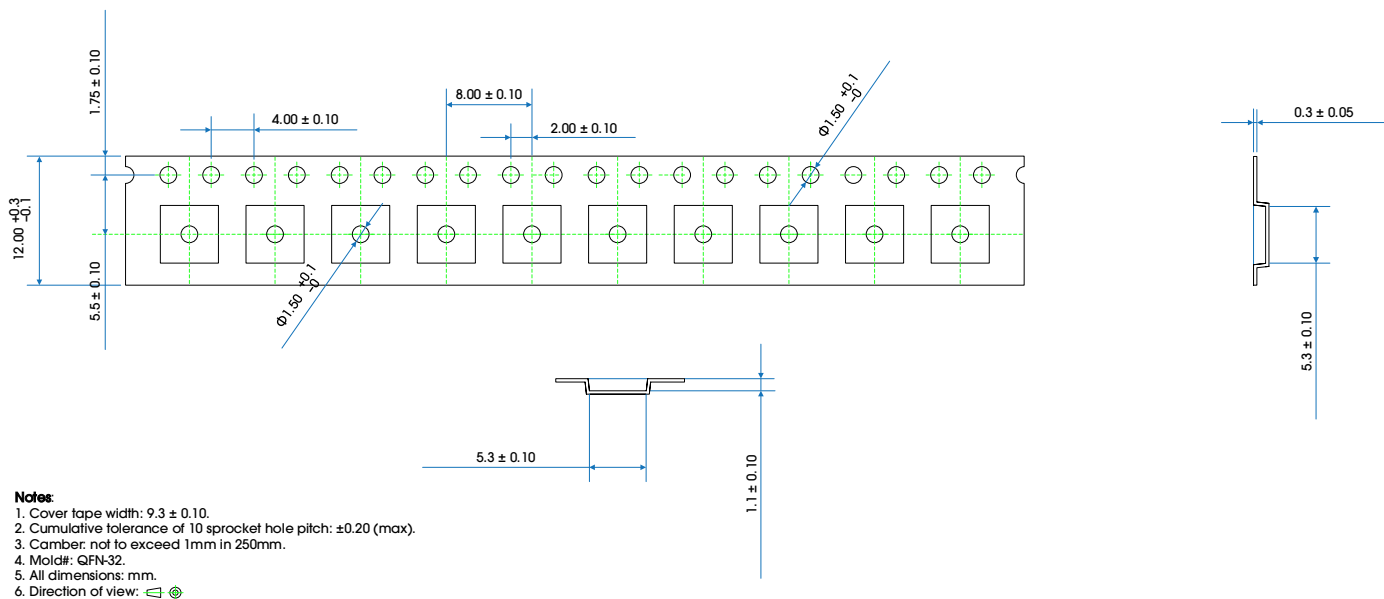 1.75 ± 0.10
4.00 ± 0.10
8.00 ± 0.10
2.00 ± 0.10
Φ1.50 +0.1 -0
0.3 ± 0.05
12.00 +0.3 -0.1
5.5 ± 0.10
Φ1.50 +0.1 -0
5.3 ± 0.10
5.3 ± 0.10
1.1 ± 0.10
Notes:
1. Cover tape width: 9.3 ± 0.10.
2. Cumulative tolerance of 10 sprocket hole pitch: ±0.20 (max).
3. Camber: not to exceed 1mm in 250mm.
4. Mold#: QFN-32.
5. All dimensions: mm.
6. Direction of view: